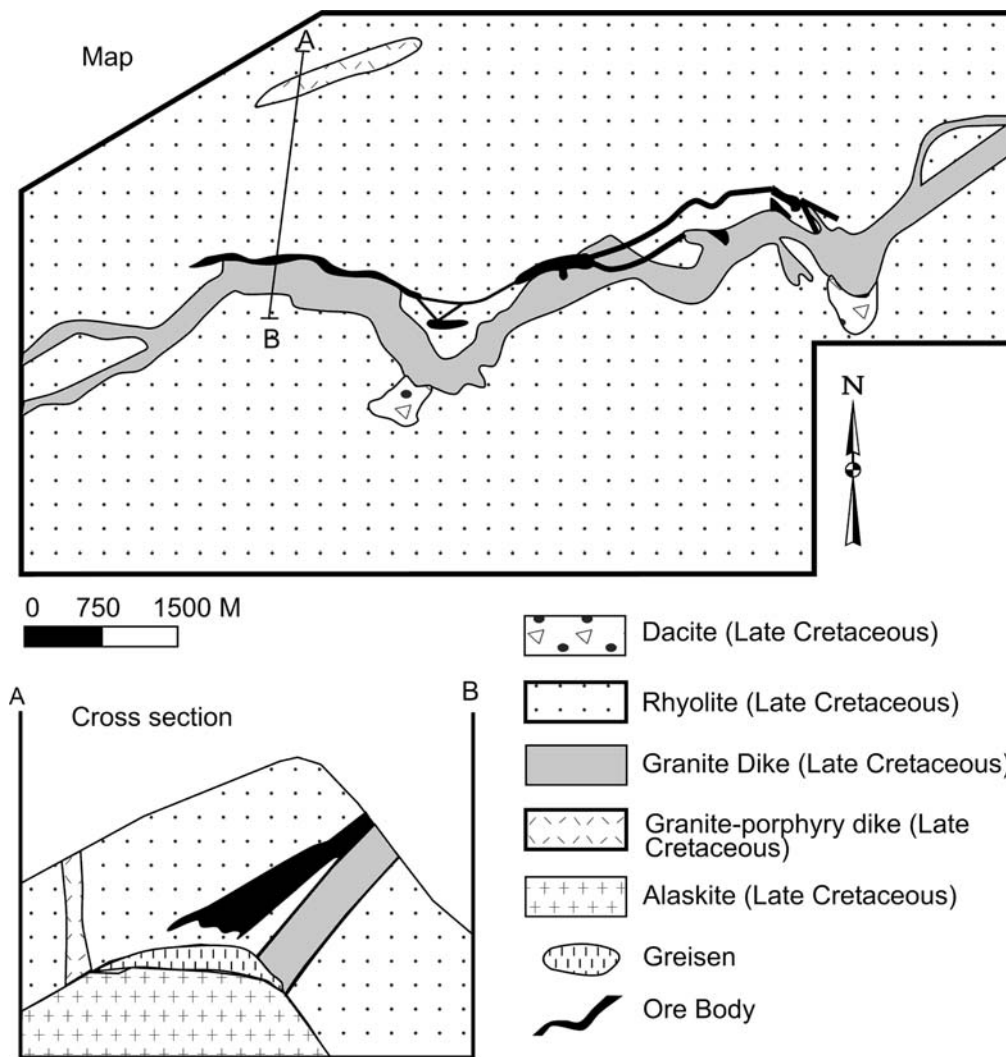 Map
A
B
N
0 750 1500 M
Dacite (Late Cretaceous)
A
B
Cross section
Rhyolite (Late Cretaceous)
Granite Dike (Late Cretaceous)
Granite-porphyry dike (Late
Cretaceous)
Alaskite (Late Cretaceous)
Greisen
Ore Body